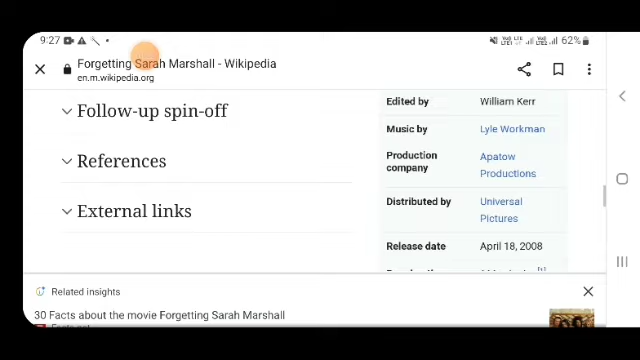 9:27
62%
Forgetting Sarah Marshall - Wikipedia
en.m.wikipedia.org
Follow-up spin-off
References
External links
Edited by William Kerr
Music by Lyle Workman
Production company Apatow Productions
Distributed by Universal Pictures
Release date April 18, 2008
Related insights
30 Facts about the movie Forgetting Sarah Marshall